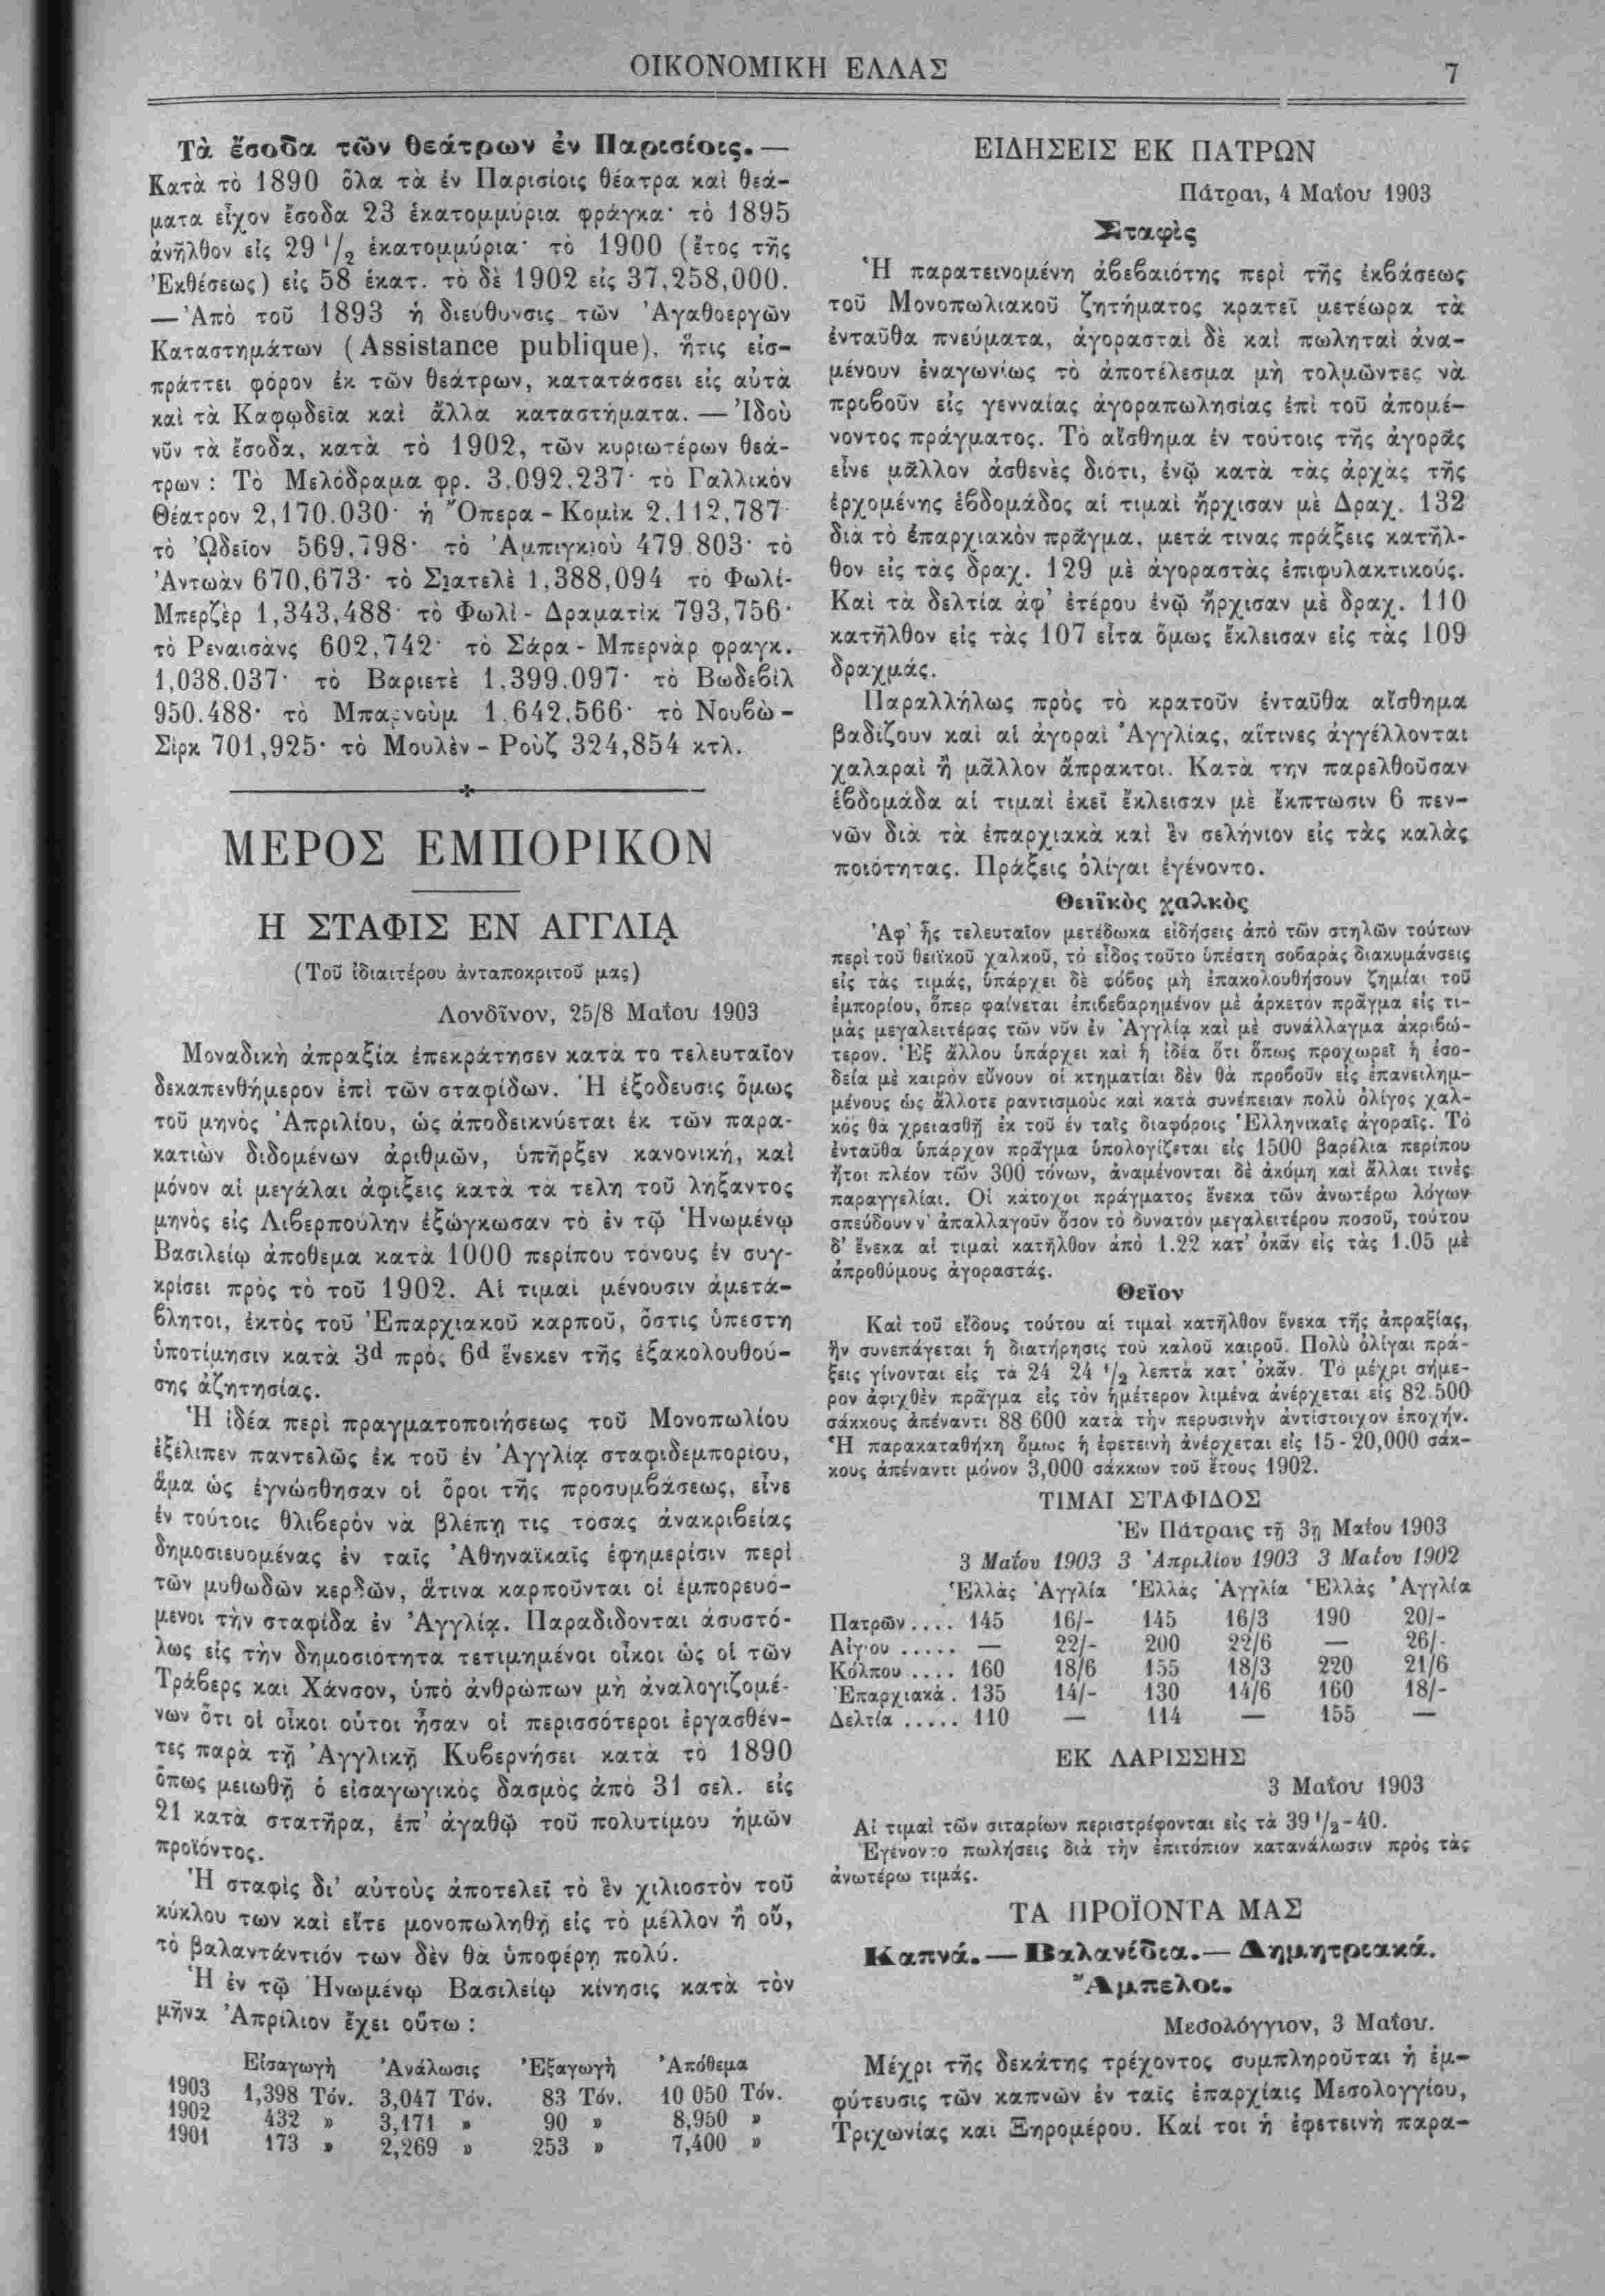 ΟΙΚΟΝΟΜΙΚΗ ΕΛΛΑΣ
7
Τὰ ἔσοδα τῶν θεάτρων ἐν Παρισίοις.—
Κατὰ τὸ 1890 ὅλα τὰ ἐν Παρισίοις θέατρα καὶ θεά-
ματα εἶχον ἔσοδα 23 ἑκατομμύρια φράγκα· τὸ 1895
ἀνῆλθον εἰς 29 1/2 ἑκατομμύρια· τὸ 1900 (ἔτος τῆς
Ἐκθέσεως) εἰς 58 ἑκατ. τὸ δὲ 1902 εἰς 37,258,000.
—Ἀπὸ τοῦ 1893 ἡ διεύθυνσις τῶν Ἀγαθοεργῶν
Καταστημάτων (Assistance publique), ἥτις εἰσ-
πράττει φόρον ἐκ τῶν θεάτρων, κατατάσσει εἰς αὐτὰ
καὶ τὰ Καφῳδεῖα καὶ ἄλλα καταστήματα. — Ἰδοὺ
νῦν τὰ ἔσοδα, κατὰ τὸ 1902, τῶν κυριωτέρων θεά-
τρων : Τὸ Μελόδραμα φρ. 3.092.237· τὸ Γαλλικὸν
Θέατρον 2,170.030· ἡ Ὄπερα - Κομὶκ 2.112,787·
τὸ ᾨδεῖον 569,798· τὸ Ἀμπιγκιοὺ 479.803· τὸ
Ἀντωὰν 670,673· τὸ Σιατελὲ 1,388,094 τὸ Φωλί-
Μπερζὲρ 1,343,488· τὸ Φωλὶ - Δραματὶκ 793,756·
τὸ Ρεναισὰνς 602,742· τὸ Σάρα - Μπερνὰρ φραγκ.
1,038.037· τὸ Βαριετὲ 1.399.097· τὸ Βωδεβὶλ
950.488· τὸ Μπαρνοὺμ 1.642.566· τὸ Νουβὼ -
Σὶρκ 701,925· τὸ Μουλὲν - Ροὺζ 324,854 κτλ.
ΜΕΡΟΣ ΕΜΠΟΡΙΚΟΝ
Η ΣΤΑΦΙΣ ΕΝ ΑΓΓΛΙᾼ
(Τοῦ ἰδιαιτέρου ἀνταποκριτοῦ μας)
Λονδῖνον, 25/8 Μαΐου 1903
Μοναδικὴ ἀπραξία ἐπεκράτησεν κατὰ το τελευταῖον
δεκαπενθήμερον ἐπὶ τῶν σταφίδων. Ἡ ἐξόδευσις ὅμως
τοῦ μηνὸς Ἀπριλίου, ὡς ἀποδεικνύεται ἐκ τῶν παρα-
κατιὼν διδομένων ἀριθμῶν, ὑπῆρξεν κανονική, καὶ
μόνον αἱ μεγάλαι ἀφίξεις κατὰ τὰ τέλη τοῦ λήξαντος
μηνὸς εἰς Λιβερπούλην ἐξώγκωσαν τὸ ἐν τῷ Ἡνωμένῳ
Βασιλείῳ ἀπόθεμα κατὰ 1000 περίπου τόνους ἐν συγ-
κρίσει πρὸς τὸ τοῦ 1902. Αἱ τιμαὶ μένουσιν ἀμετά-
βλητοι, ἐκτὸς τοῦ Ἐπαρχιακοῦ καρποῦ, ὅστις ὑπέστη
ὑποτίμησιν κατὰ 3d πρὸς 6d ἕνεκεν τῆς ἐξακολουθού-
σης ἀζητησίας.
Ἡ ἰδέα περὶ πραγματοποιήσεως τοῦ Μονοπωλίου
ἐξέλιπεν παντελῶς ἐκ τοῦ ἐν Ἀγγλίᾳ σταφιδεμπορίου,
ἅμα ὡς ἐγνώσθησαν οἱ ὅροι τῆς προσυμβάσεως, εἶνε
ἐν τούτοις θλιβερὸν νὰ βλέπῃ τις τόσας ἀνακριβείας
δημοσιευομένας ἐν ταῖς Ἀθηναϊκαῖς ἐφημερίσιν περὶ
τῶν μυθωδῶν κερδῶν, ἅτινα καρποῦνται οἱ ἐμπορευό-
μενοι τὴν σταφίδα ἐν Ἀγγλίᾳ. Παραδίδονται ἀσυστό-
λως εἰς τὴν δημοσιότητα τετιμημένοι οἶκοι ὡς οἱ τῶν
Τράβερς καὶ Χάνσον, ὑπὸ ἀνθρώπων μὴ ἀναλογιζομέ-
νων ὅτι οἱ οἶκοι οὗτοι ἦσαν οἱ περισσότεροι ἐργασθέν-
τες παρὰ τῇ Ἀγγλικῇ Κυβερνήσει κατὰ τὸ 1890
ὅπως μειωθῇ ὁ εἰσαγωγικὸς δασμὸς ἀπὸ 31 σελ. εἰς
21 κατὰ στατῆρα, ἐπ' ἀγαθῷ τοῦ πολυτίμου ἡμῶν
προϊόντος.
Ἡ σταφὶς δι' αὐτοὺς ἀποτελεῖ τὸ ἓν χιλιοστὸν τοῦ
κύκλου των καὶ εἴτε μονοπωληθῇ εἰς τὸ μέλλον ἢ οὔ,
τὸ βαλαντάντιόν των δὲν θὰ ὑποφέρῃ πολύ.
Ἡ ἐν τῷ Ἡνωμένῳ Βασιλείῳ κίνησις κατὰ τὸν
μῆνα Ἀπρίλιον ἔχει οὕτω :
Εἰσαγωγὴ Ἀνάλωσις Ἐξαγωγὴ Ἀπόθεμα
1903 1,398 Τόν. 3,047 Τόν. 83 Τόν. 10 050 Τόν.
1902 432 » 3,171 » 90 » 8,950 »
1901 173 » 2,269 » 253 » 7,400 »
ΕΙΔΗΣΕΙΣ ΕΚ ΠΑΤΡΩΝ
Πάτραι, 4 Μαΐου 1903
Σταφὶς
Ἡ παρατεινομένη ἀβεβαιότης περὶ τῆς ἐκβάσεως
τοῦ Μονοπωλιακοῦ ζητήματος κρατεῖ μετέωρα τὰ
ἐνταῦθα πνεύματα, ἀγορασταὶ δὲ καὶ πωληταὶ ἀνα-
μένουν ἐναγωνίως τὸ ἀποτέλεσμα μὴ τολμῶντες νὰ
προβοῦν εἰς γενναίας ἀγοραπωλησίας ἐπὶ τοῦ ἀπομέ-
νοντος πράγματος. Τὸ αἴσθημα ἐν τούτοις τῆς ἀγορᾶς
εἶνε μᾶλλον ἀσθενὲς διότι, ἐνῷ κατὰ τὰς ἀρχὰς τῆς
ἐρχομένης ἑβδομάδος αἱ τιμαὶ ἤρχισαν μὲ Δραχ. 132
διὰ τὸ ἐπαρχιακὸν πρᾶγμα, μετά τινας πράξεις κατῆλ-
θον εἰς τὰς δραχ. 129 μὲ ἀγοραστὰς ἐπιφυλακτικούς.
Καὶ τὰ δελτία ἀφ' ἑτέρου ἐνῷ ἤρχισαν μὲ δραχ. 110
κατῆλθον εἰς τὰς 107 εἶτα ὅμως ἔκλεισαν εἰς τὰς 109
δραχμάς.
Παραλλήλως πρὸς τὸ κρατοῦν ἐνταῦθα αἴσθημα
βαδίζουν καὶ αἱ ἀγοραὶ Ἀγγλίας, αἵτινες ἀγγέλλονται
χαλαραὶ ἢ μᾶλλον ἄπρακτοι. Κατὰ την παρελθοῦσαν
ἑβδομάδα αἱ τιμαὶ ἐκεῖ ἔκλεισαν μὲ ἔκπτωσιν 6 πεν-
νῶν διὰ τὰ ἐπαρχιακὰ καὶ ἓν σελήνιον εἰς τὰς καλὰς
ποιότητας. Πράξεις ὀλίγαι ἐγένοντο.
Θειϊκὸς χαλκὸς
Ἀφ' ἧς τελευταῖον μετέδωκα εἰδήσεις ἀπὸ τῶν στηλῶν τούτων
περὶ τοῦ θειϊκοῦ χαλκοῦ, τὸ εἶδος τοῦτο ὑπέστη σοβαρὰς διακυμάνσεις
εἰς τὰς τιμάς, ὑπάρχει δὲ φόβος μὴ ἐπακολουθήσουν ζημίαι τοῦ
ἐμπορίου, ὅπερ φαίνεται ἐπιβεβαρημένον μὲ ἀρκετὸν πρᾶγμα εἰς τι-
μὰς μεγαλειτέρας τῶν νῦν ἐν Ἀγγλίᾳ καὶ μὲ συνάλλαγμα ἀκριβώ-
τερον. Ἐξ ἄλλου ὑπάρχει καὶ ἡ ἰδέα ὅτι ὅπως προχωρεῖ ἡ ἐσο-
δεία μὲ καιρὸν εὔνουν οἱ κτηματίαι δὲν θὰ προβοῦν εἰς ἐπανειλημ-
μένους ὡς ἄλλοτε ραντισμοὺς καὶ κατὰ συνέπειαν πολὺ ὀλίγος χαλ-
κὸς θὰ χρειασθῇ ἐκ τοῦ ἐν ταῖς διαφόροις Ἑλληνικαῖς ἀγοραῖς. Τὸ
ἐνταῦθα ὑπάρχον πρᾶγμα ὑπολογίζεται εἰς 1500 βαρέλια περίπου
ἤτοι πλέον τῶν 300 τόνων, ἀναμένονται δὲ ἀκόμη καὶ ἄλλαι τινὲς
παραγγελίαι. Οἱ κάτοχοι πράγματος ἕνεκα τῶν ἀνωτέρω λόγων
σπεύδουν ν' ἀπαλλαγοῦν ὅσον τὸ δυνατὸν μεγαλειτέρου ποσοῦ, τούτου
δ' ἕνεκα αἱ τιμαὶ κατῆλθον ἀπὸ 1.22 κατ' ὀκᾶν εἰς τὰς 1.05 μὲ
ἀπροθύμους ἀγοραστάς.
Θεῖον
Καὶ τοῦ εἴδους τούτου αἱ τιμαὶ κατῆλθον ἕνεκα τῆς ἀπραξίας,
ἣν συνεπάγεται ἡ διατήρησις τοῦ καλοῦ καιροῦ. Πολὺ ὀλίγαι πρά-
ξεις γίνονται εἰς τὰ 24 24 1/2 λεπτὰ κατ' ὀκᾶν. Τὸ μέχρι σήμε-
ρον ἀφιχθὲν πρᾶγμα εἰς τὸν ἡμέτερον λιμένα ἀνέρχεται εἰς 82.500
σάκκους ἀπέναντι 88 600 κατὰ τὴν περυσινὴν ἀντίστοιχον ἐποχήν.
Ἡ παρακαταθήκη ὅμως ἡ ἐφετεινὴ ἀνέρχεται εἰς 15 - 20,000 σάκ-
κους ἀπέναντι μόνον 3,000 σάκκων τοῦ ἔτους 1902.
ΤΙΜΑΙ ΣΤΑΦΙΔΟΣ
Ἐν Πάτραις τῇ 3ῃ Μαΐου 1903
3 Μαΐου 1903 3 Ἀπριλίου 1903 3 Μαΐου 1902
Ἑλλὰς Ἀγγλία Ἑλλὰς Ἀγγλία Ἑλλὰς Ἀγγλία
Πατρῶν.... 145 16/- 145 16/3 190 20/-
Αἰγίου ..... — 22/- 200 22/6 — 26/-
Κόλπου .... 160 18/6 155 18/3 220 21/6
Ἐπαρχιακὰ . 135 14/- 130 14/6 160 18/-
Δελτία ..... 110 — 114 — 155 —
ΕΚ ΛΑΡΙΣΣΗΣ
3 Μαΐου 1903
Αἱ τιμαὶ τῶν σιταρίων περιστρέφονται εἰς τὰ 39 1/2-40.
Ἐγένοντο πωλήσεις διὰ τὴν ἐπιτόπιον κατανάλωσιν πρὸς τὰς
ἀνωτέρω τιμάς.
ΤΑ ΠΡΟΪΟΝΤΑ ΜΑΣ
Καπνά.— Βαλανίδια.— Δημητριακά.
Ἄμπελοι.
Μεσολόγγιον, 3 Μαΐου.
Μέχρι τῆς δεκάτης τρέχοντος συμπληροῦται ἡ ἐμ-
φύτευσις τῶν καπνῶν ἐν ταῖς ἐπαρχίαις Μεσολογγίου,
Τριχωνίας καὶ Ξηρομέρου. Καί τοι ἡ ἐφετεινὴ παρα-